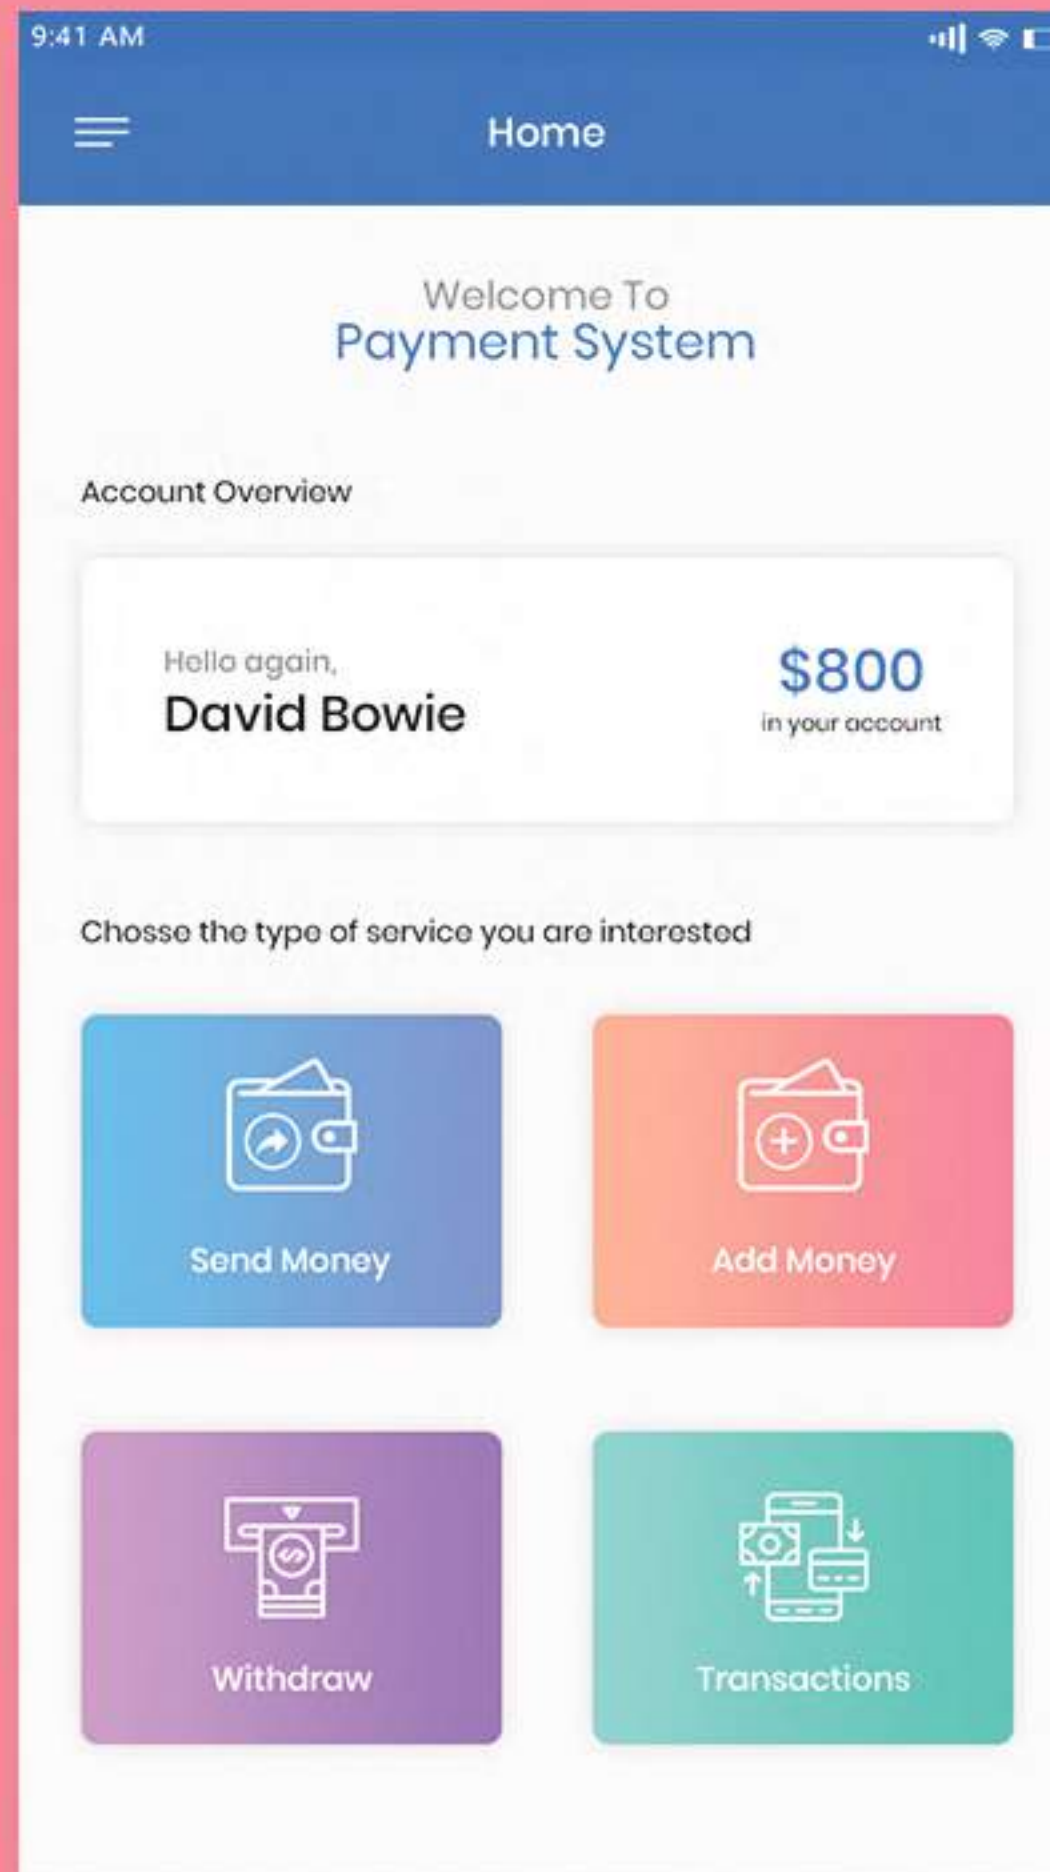 9:41 AM
Home
Welcome To
Payment System
Account Overview
Hello again,
David Bowie
$800
in your account
Chosse the type of service you are interested
Send Money
Add Money
Withdraw
Transactions